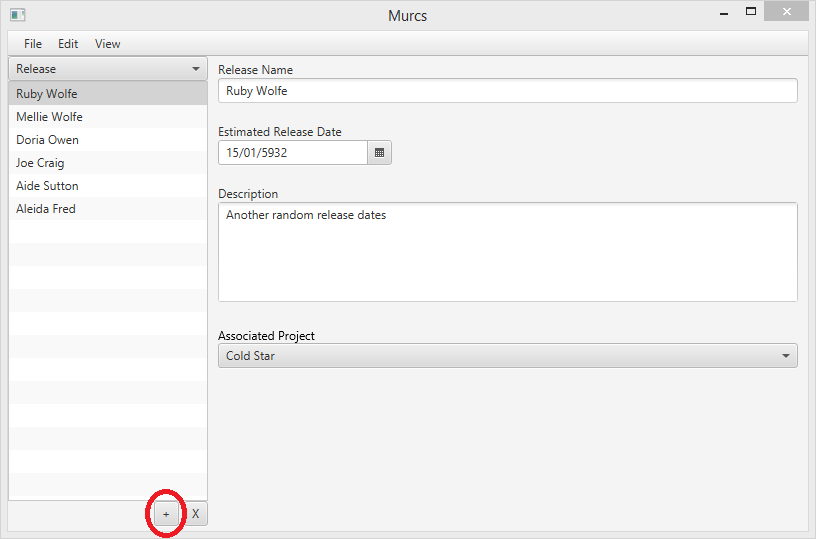 Murcs
File Edit View
Release
Ruby Wolfe
Mellie Wolfe
Doria Owen
Joe Craig
Aide Sutton
Aleida Fred
+ X
Release Name
Ruby Wolfe
Estimated Release Date
15/01/5932
Description
Another random release dates
Associated Project
Cold Star